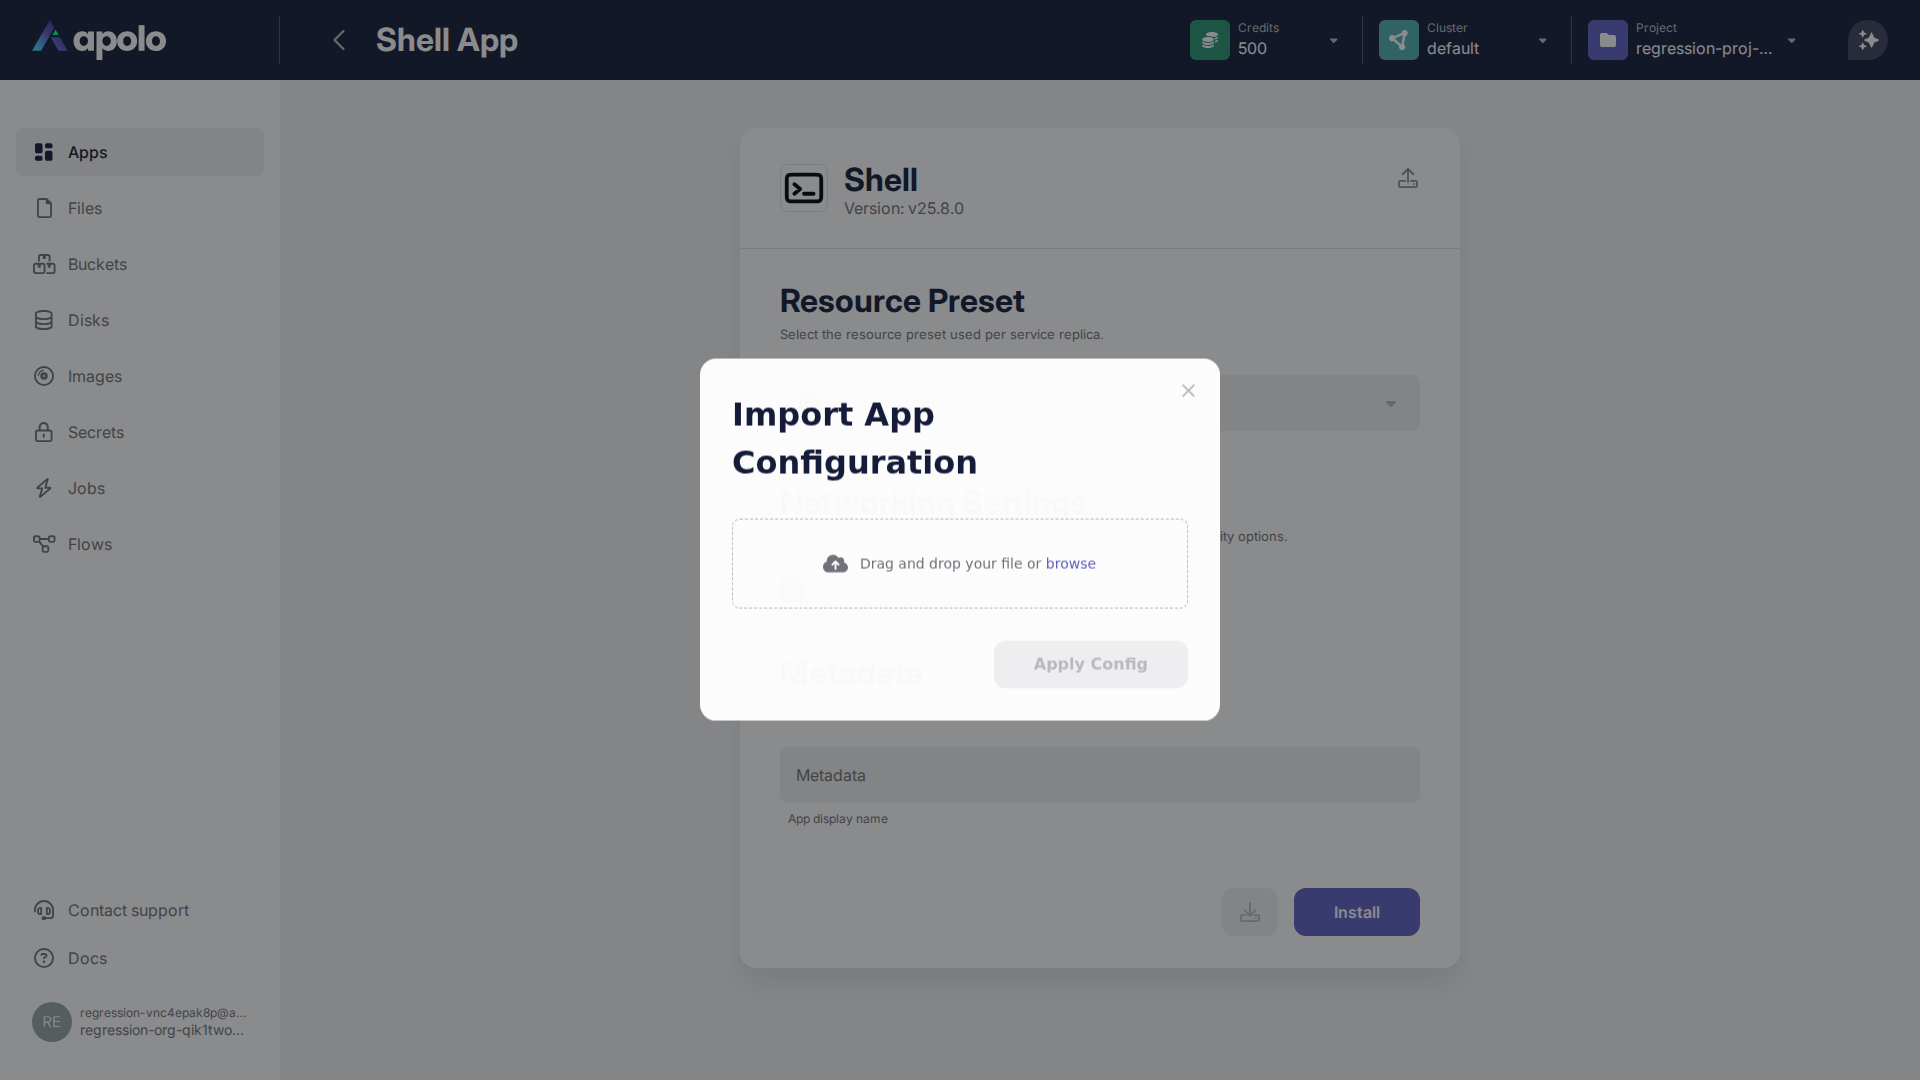 apolo
Shell App
Credits
500
Cluster
default
Project
regression-proj-...
Apps
Files
Buckets
Disks
Images
Secrets
Jobs
Flows
Contact support
Docs
RE
regression-vnc4epak8p@a...
regression-org-qik1two...
Shell
Version: v25.8.0
Resource Preset
Select the resource preset used per service replica.
Import App
Configuration
Networking Settings
ity options.
Drag and drop your file or browse
Metadata
Apply Config
Metadata
App display name
Install